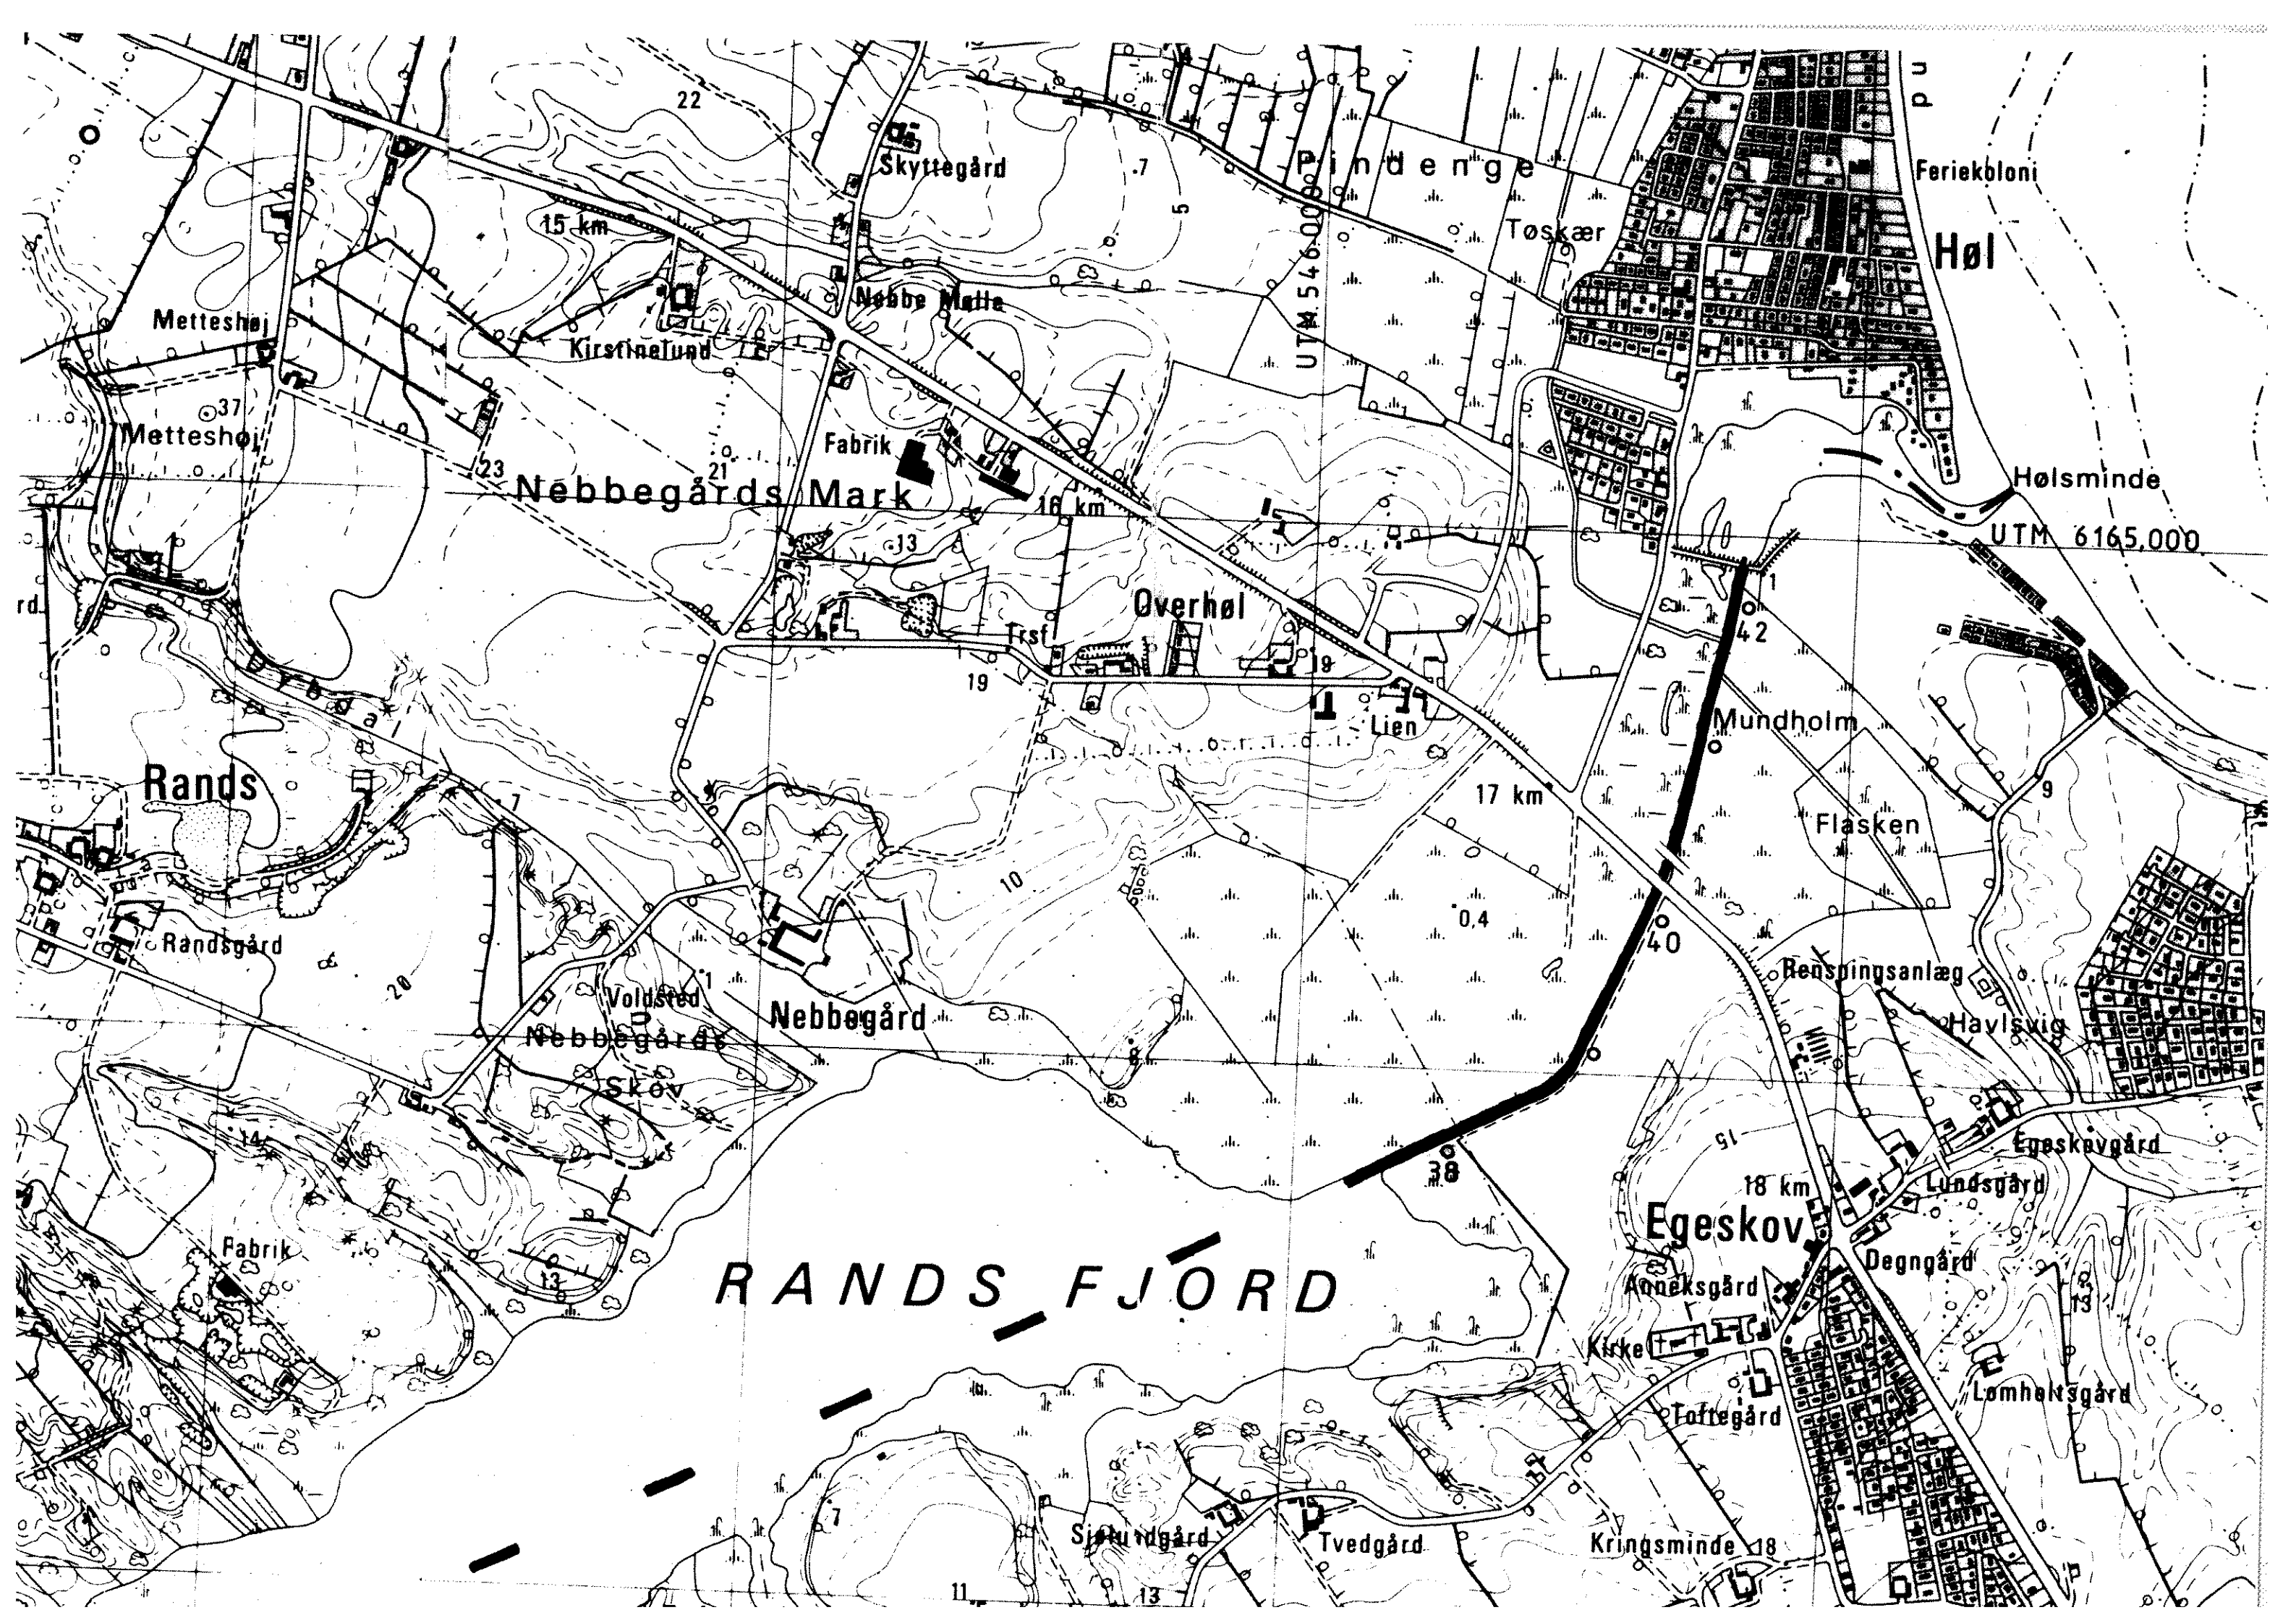 22
Skyttegård
.7
5
Pindenge
Feriekoloni
15 km
Tøskær
Høl
UTM 546.000
Nebbe Mølle
Metteshøj
Kirstinelund
37
Metteshøj
Fabrik
23
21
Nebbegårds Mark
16 km
Hølsminde
UTM 6165,000
13
1
rd.
Overhøl
Trsf.
42
19
19
Lien
Mundholm
Rands
7
17 km
9
Flasken
10
0,4
40
Randsgård
20
Voldsted
1
Rensningsanlæg
Nebbegård
Havlsvig
Nebbegårds
8
Skov
14
15
Egeskovgård
38
18 km
Lundsgård
Egeskov
Fabrik
Degngård
13
RANDS FJORD
Anneksgård
13
Kirke
Lomholtsgård
Toftegård
7
Sjølundgård
Tvedgård
Kringsminde
18
11
13